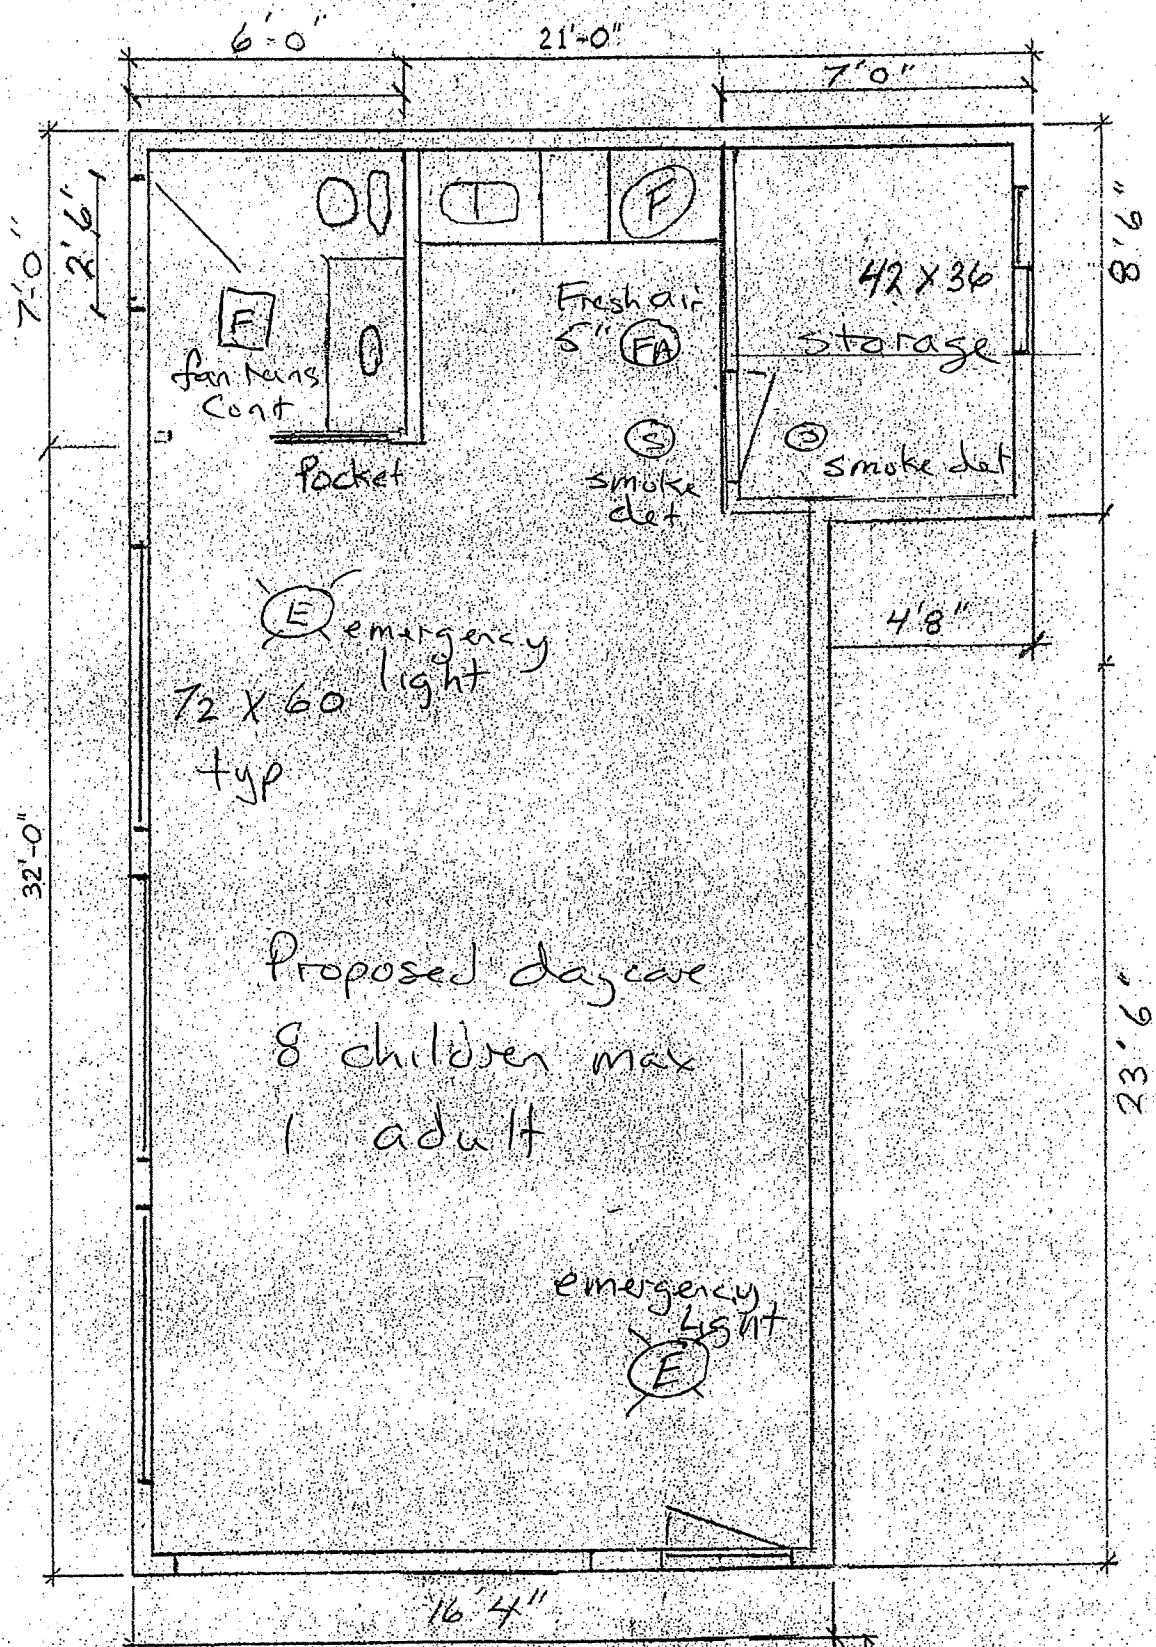 6'-0"
21'-0"
7'0"
7'-0"
2'6"
8'6"
F
42 X 36
storage
Fresh air
5"
FA
F
fan runs
Cont
Pocket
S
smoke
det
S
smoke det
E
emergency
light
72 X 60
typ
4'8"
32'-0"
Proposed daycare
8 children max
1 adult
23'6"
emergency
Light
E
16'4"